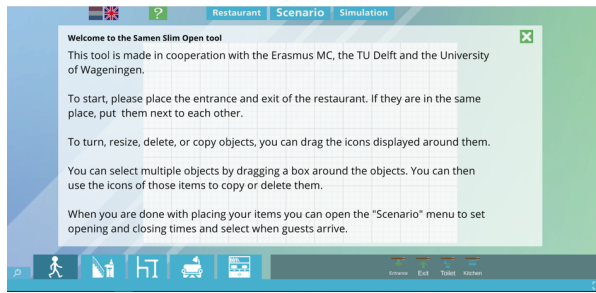 ?
Restaurant Scenario Simulation
Welcome to the Samen Slim Open tool
This tool is made in cooperation with the Erasmus MC, the TU Delft and the University
of Wageningen.
To start, please place the entrance and exit of the restaurant. If they are in the same
place, put them next to each other.
To turn, resize, delete, or copy objects, you can drag the icons displayed around them.
You can select multiple objects by dragging a box around the objects. You can then
use the icons of those items to copy or delete them.
When you are done with placing your items you can open the "Scenario" menu to set
opening and closing times and select when guests arrive.
Entrance Exit Toilet Kitchen